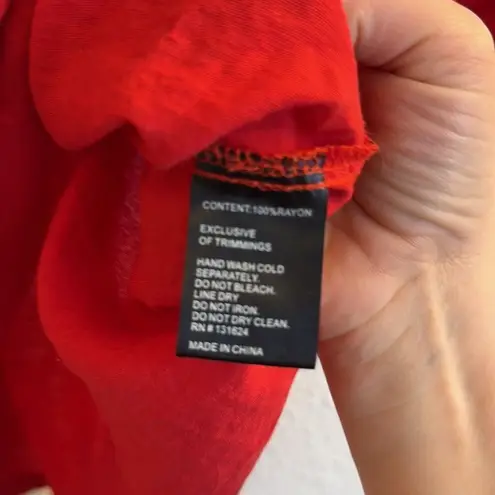 CONTENT:100%RAYON
EXCLUSIVE
OF TRIMMINGS
HAND WASH COLD
SEPARATELY.
DO NOT BLEACH.
LINE DRY
DO NOT IRON.
DO NOT DRY CLEAN.
RN # 131624
MADE IN CHINA